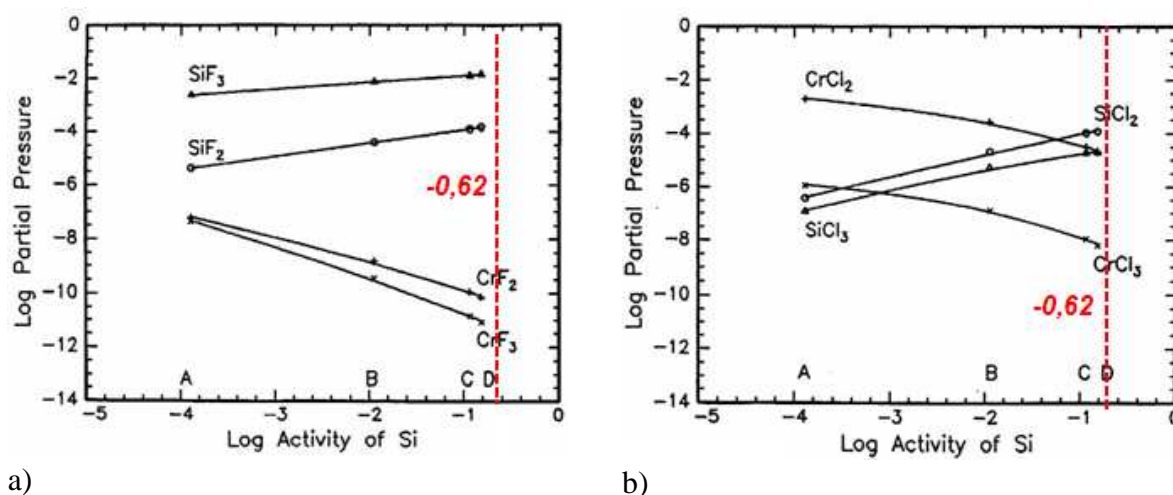 0
−2
−4
−6
−8
−10
−12
−14
Log Partial Pressure
SiF3
SiF2
-0,62
CrF2
CrF3
A B C D
−5 −4 −3 −2 −1 0
Log Activity of Si
a)
0
−2
−4
−6
−8
−10
−12
−14
Log Partial Pressure
CrCl2
SiCl2
SiCl3
CrCl3
-0,62
A B C D
−5 −4 −3 −2 −1 0
Log Activity of Si
b)